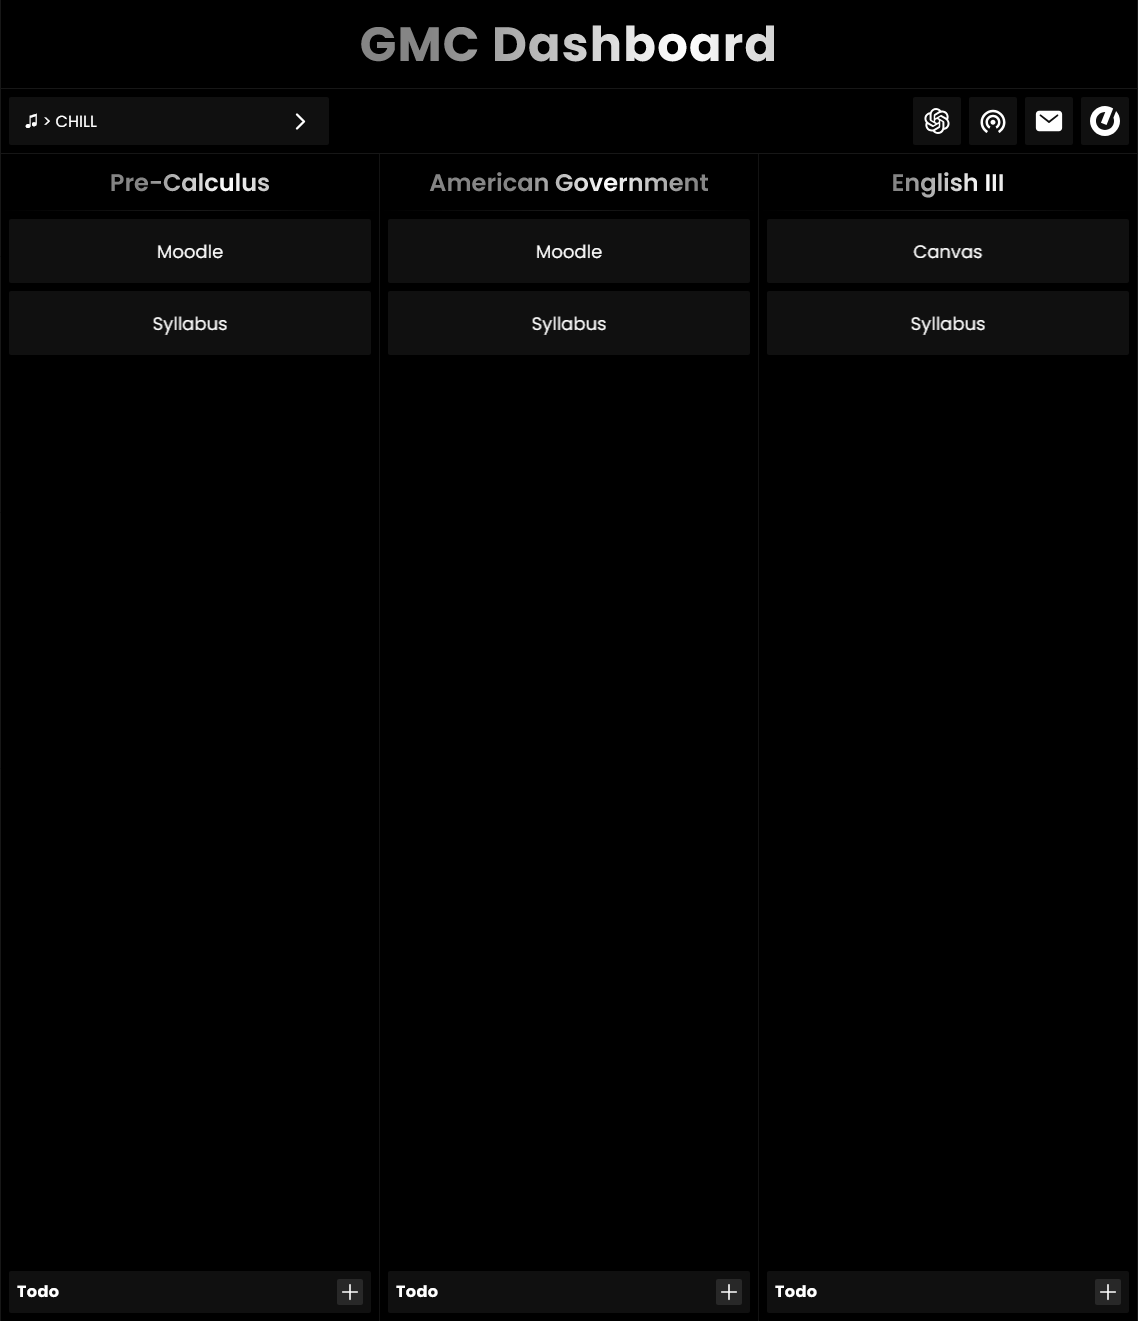 GMC Dashboard
♫ > CHILL
Pre-Calculus
Moodle
Syllabus
Todo
American Government
Moodle
Syllabus
Todo
English III
Canvas
Syllabus
Todo